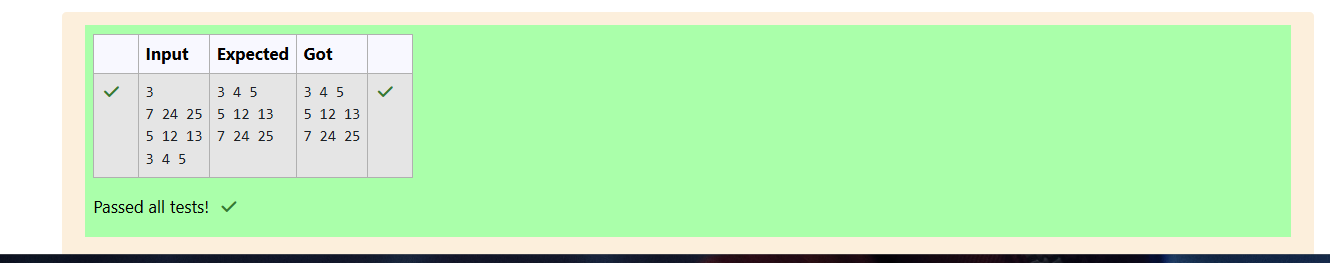 Input Expected Got
3 3 4 5 3 4 5
7 24 25 5 12 13 5 12 13
5 12 13 7 24 25 7 24 25
3 4 5
Passed all tests!